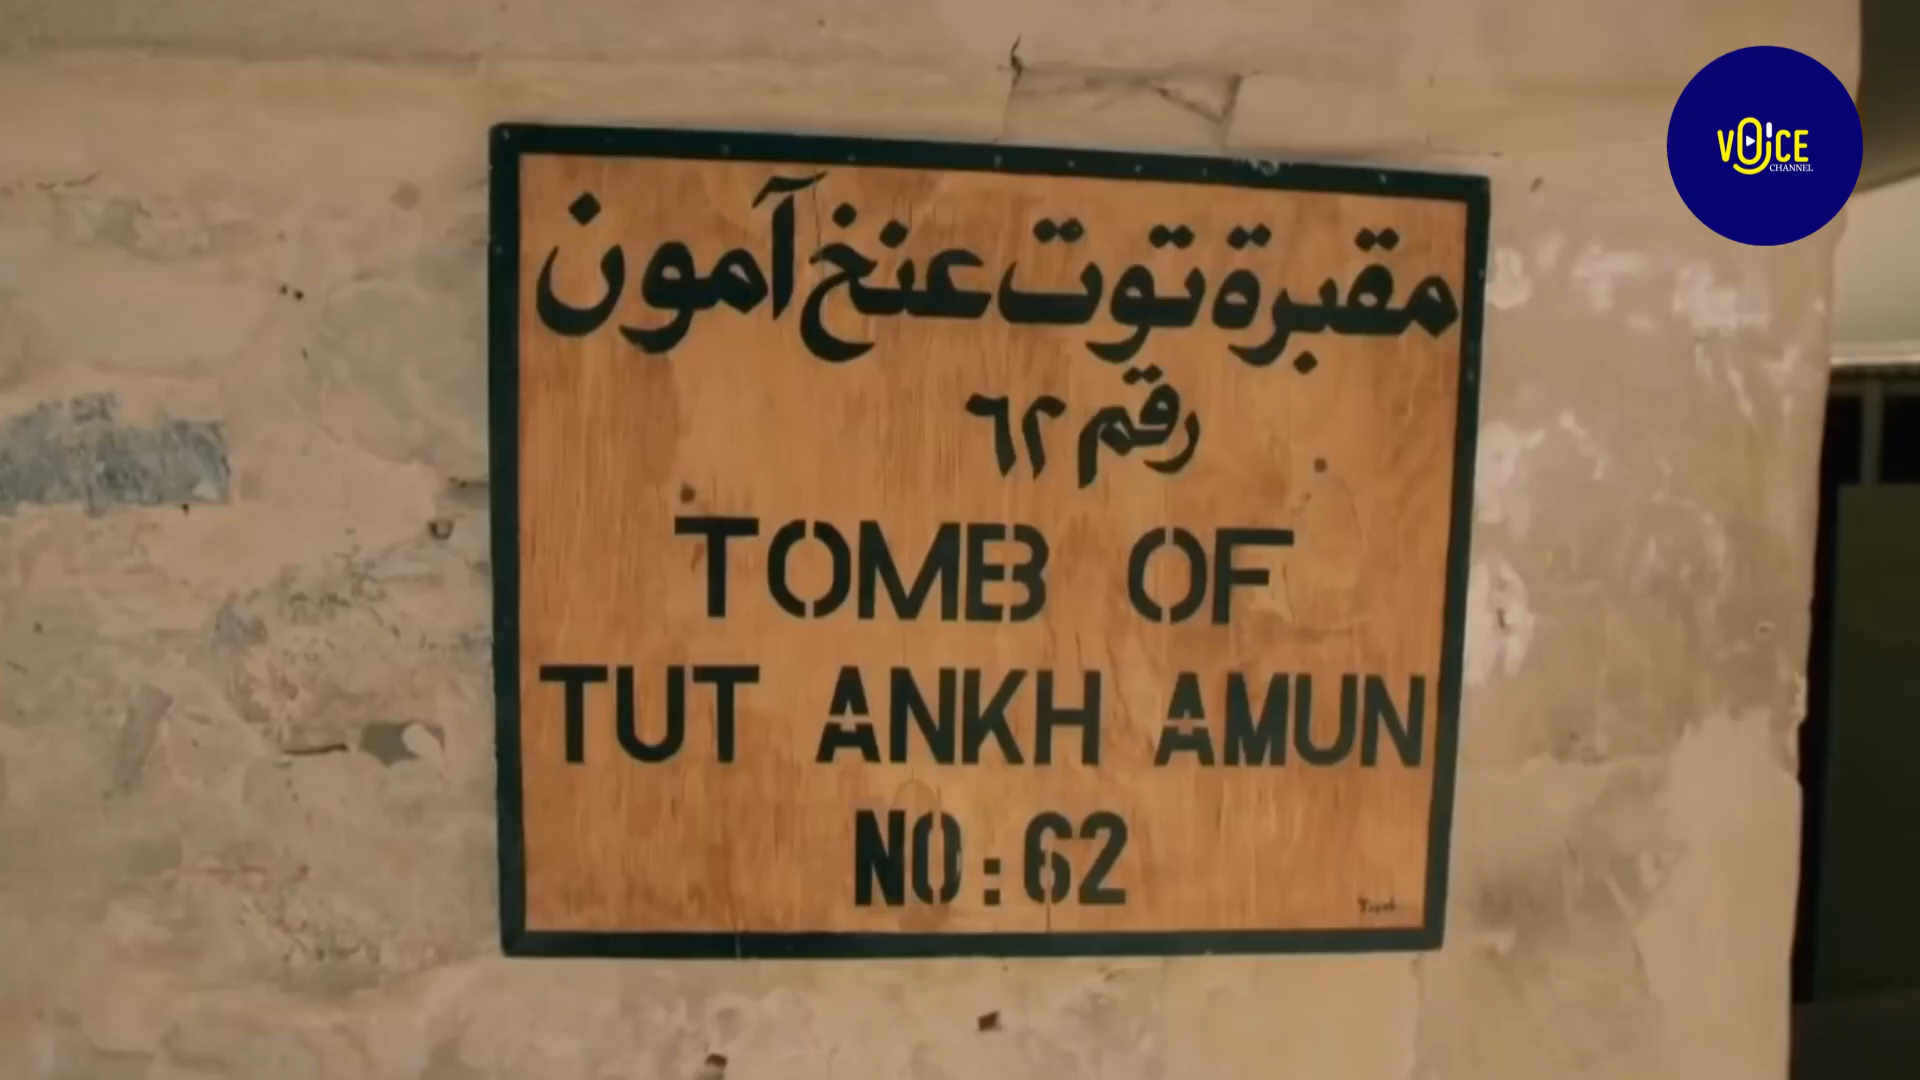 مقبرة توت عنخ آمون
رقم ٦٢
TOMB OF
TUT ANKH AMUN
NO:62
VOICE
CHANNEL